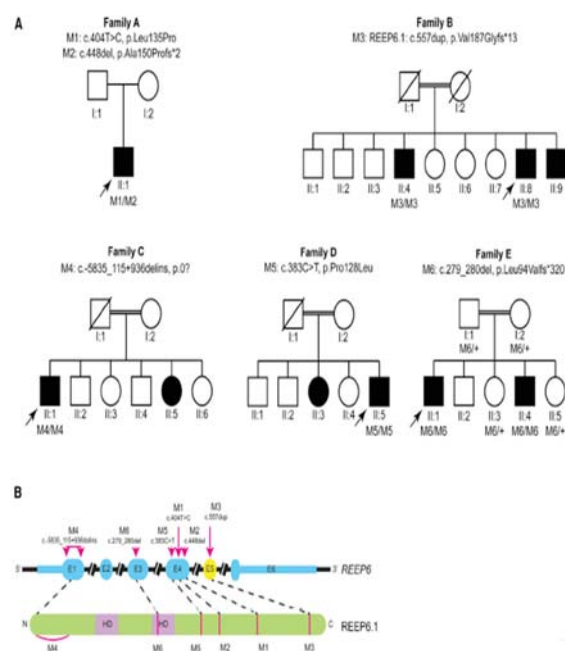 A
Family A
M1: c.404T>C, p.Leu135Pro
M2: c.448del, p.Ala150Profs*2
I:1
I:2
II:1
M1/M2
Family B
M3: REEP6.1: c.557dup, p.Val187Glyfs*13
I:1
I:2
II:1
II:2
II:3
II:4
II:5
II:6
II:7
II:8
II:9
M3/M3
M3/M3
Family C
M4: c.-5835_115+936delins, p.0?
I:1
I:2
II:1
II:2
II:3
II:4
II:5
II:6
M4/M4
Family D
M5: c.383C>T, p.Pro128Leu
I:1
I:2
II:1
II:2
II:3
II:4
II:5
M5/M5
Family E
M6: c.279_280del, p.Leu94Valfs*320
I:1
I:2
M6/+
M6/+
II:1
II:2
II:3
II:4
II:5
M6/M6
M6/+
M6/M6
M6/+
B
M4
c.-5835_115+936delins
M6
c.279_280del
M5
c.383C>T
M1
c.404T>C
M2
c.448del
M3
c.557dup
5'
E1
E2
E3
E4
E5
E6
3'
REEP6
N
HD
HD
C
REEP6.1
M4
M6
M5
M2
M1
M3